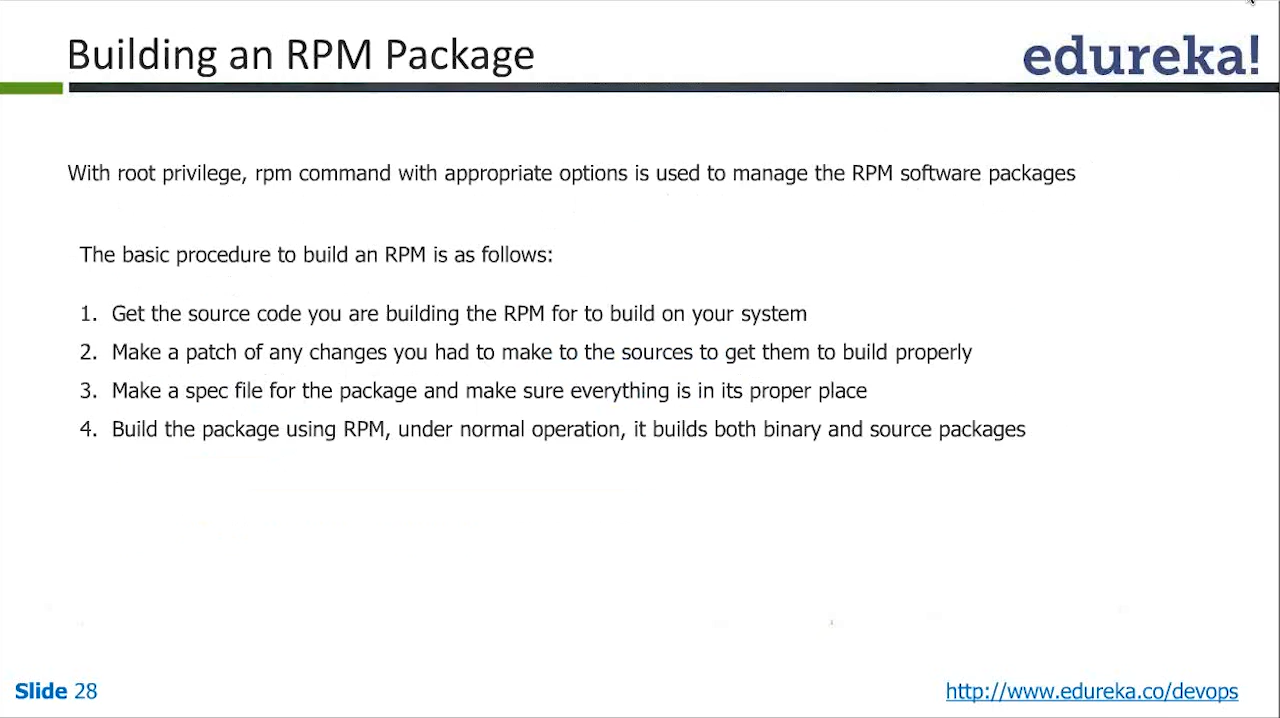 Building an RPM Package
edureka!
With root privilege, rpm command with appropriate options is used to manage the RPM software packages
The basic procedure to build an RPM is as follows:
1. Get the source code you are building the RPM for to build on your system
2. Make a patch of any changes you had to make to the sources to get them to build properly
3. Make a spec file for the package and make sure everything is in its proper place
4. Build the package using RPM, under normal operation, it builds both binary and source packages
Slide 28
http://www.edureka.co/devops